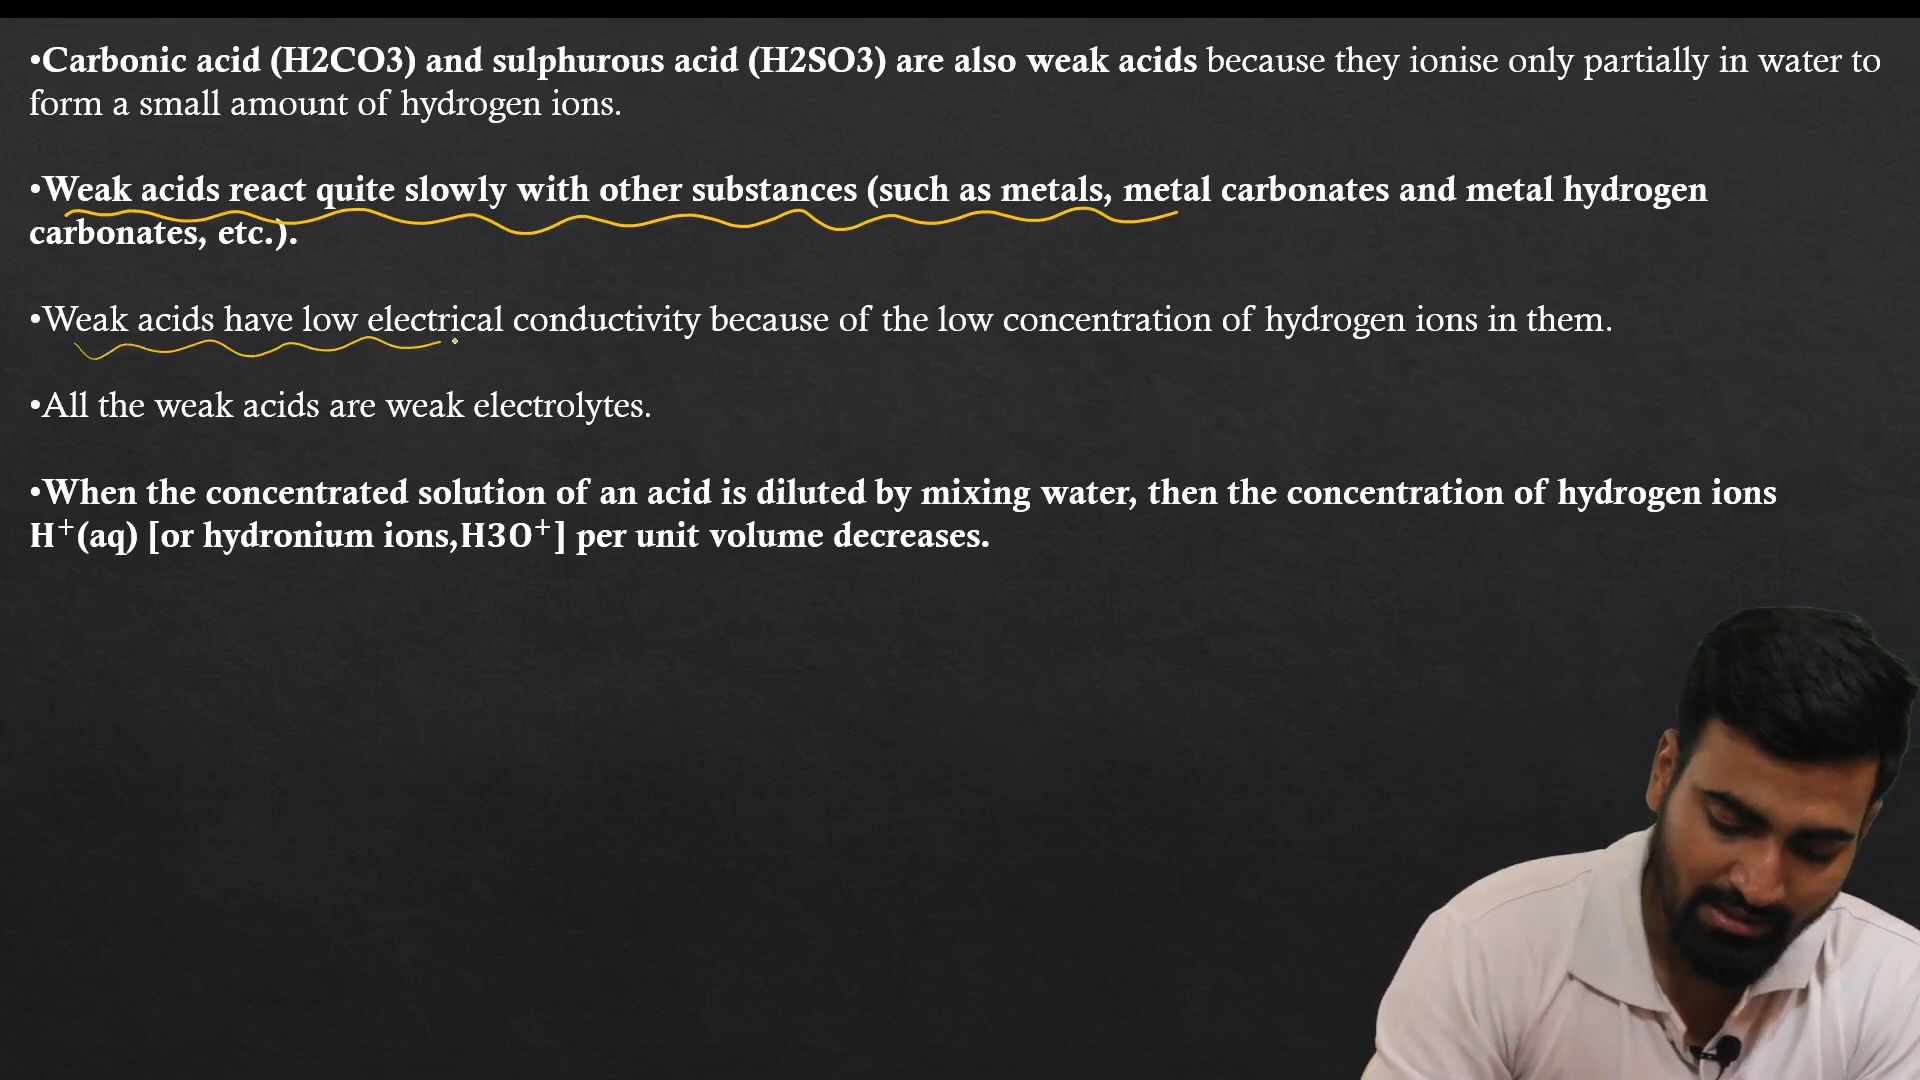 •Carbonic acid (H2CO3) and sulphurous acid (H2SO3) are also weak acids because they ionise only partially in water to
form a small amount of hydrogen ions.
•Weak acids react quite slowly with other substances (such as metals, metal carbonates and metal hydrogen
carbonates, etc.).
•Weak acids have low electrical conductivity because of the low concentration of hydrogen ions in them.
•All the weak acids are weak electrolytes.
•When the concentrated solution of an acid is diluted by mixing water, then the concentration of hydrogen ions
H⁺(aq) [or hydronium ions,H3O⁺] per unit volume decreases.